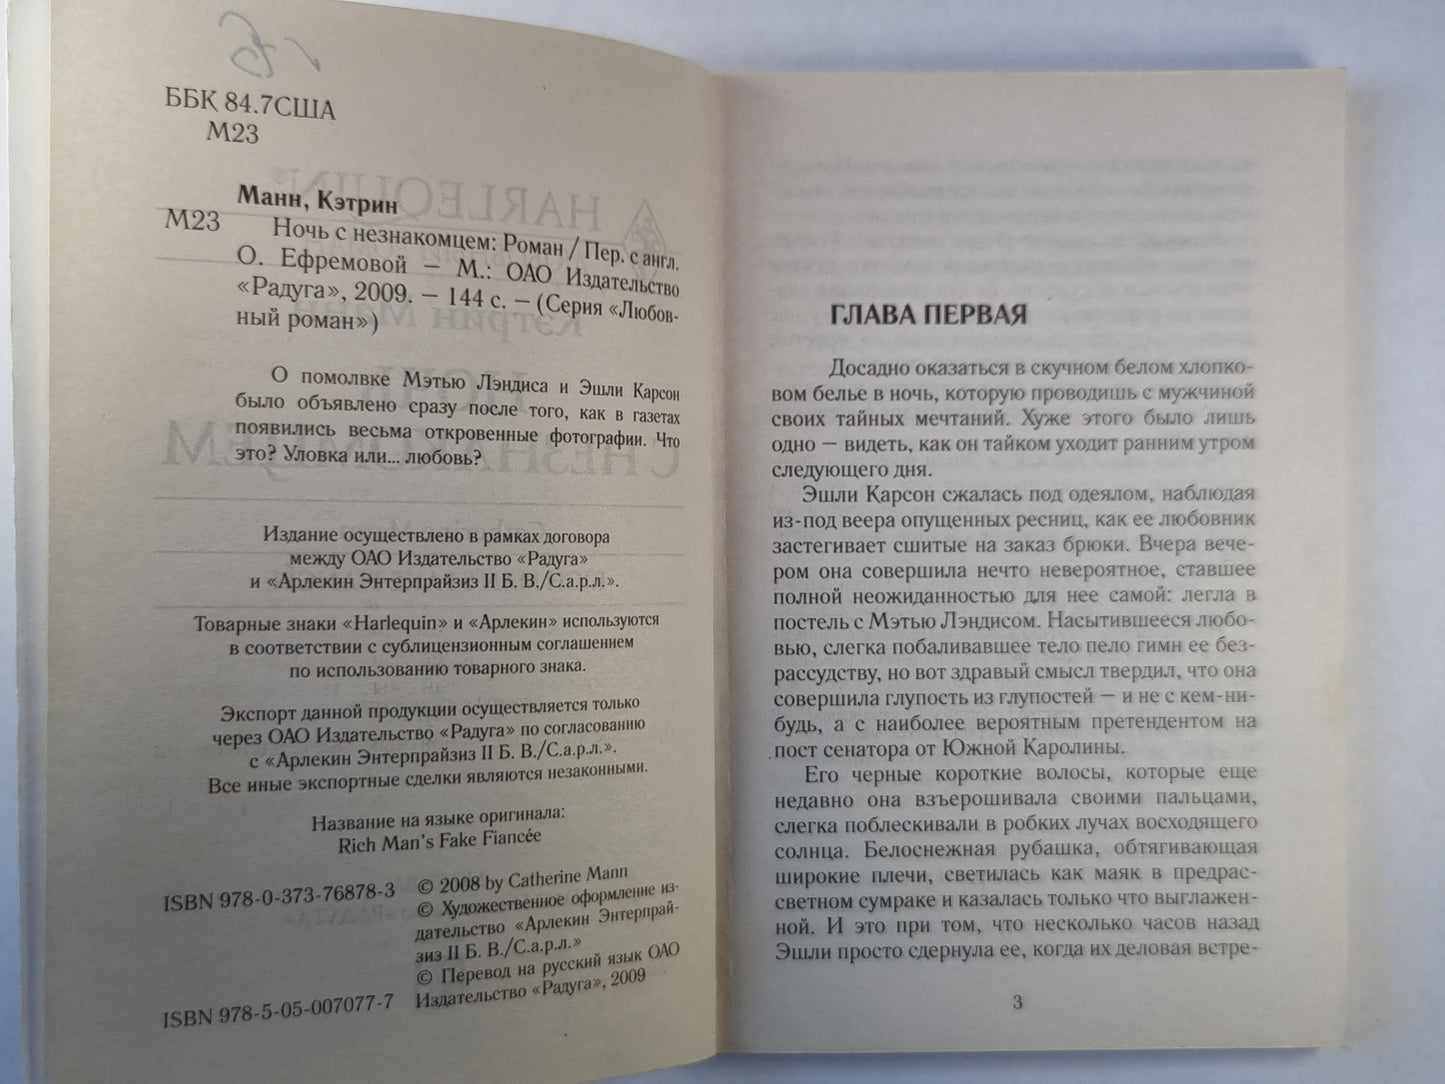 ББК 84.7США
М23
Манн, Кэтрин
М23
Ночь с незнакомцем: Роман / Пер. с англ.
О. Ефремовой — М.: ОАО Издательство
«Радуга», 2009. — 144 с. — (Серия «Любов-
ный роман»)
О помолвке Мэтью Лэндиса и Эшли Карсон
было объявлено сразу после того, как в газетах
появились весьма откровенные фотографии. Что
это? Уловка или... любовь?
Издание осуществлено в рамках договора
между ОАО Издательство «Радуга»
и «Арлекин Энтерпрайзиз II Б. В./С.а.р.л.».
Товарные знаки «Harlequin» и «Арлекин» используются
в соответствии с сублицензионным соглашением
по использованию товарного знака.
Экспорт данной продукции осуществляется только
через ОАО Издательство «Радуга» по согласованию
с «Арлекин Энтерпрайзиз II Б. В./С.а.р.л.».
Все иные экспортные сделки являются незаконными.
Название на языке оригинала:
Rich Man's Fake Fiancée
ISBN 978-0-373-76878-3
© 2008 by Catherine Mann
© Художественное оформление из-
дательство «Арлекин Энтерпрай-
зиз II Б. В./С.а.р.л.»
© Перевод на русский язык ОАО
Издательство «Радуга», 2009
ISBN 978-5-05-007077-7
ГЛАВА ПЕРВАЯ
Досадно оказаться в скучном белом хлопко-
вом белье в ночь, которую проводишь с мужчиной
своих тайных мечтаний. Хуже этого было лишь
одно — видеть, как он тайком уходит ранним утром
следующего дня.
Эшли Карсон сжалась под одеялом, наблюдая
из-под веера опущенных ресниц, как ее любовник
застегивает сшитые на заказ брюки. Вчера вече-
ром она совершила нечто невероятное, ставшее
полной неожиданностью для нее самой: легла в
постель с Мэтью Лэндисом. Насытившееся любо-
вью, слегка побаливавшее тело пело гимн ее без-
рассудству, но вот здравый смысл твердил, что она
совершила глупость из глупостей — и не с кем-ни-
будь, а с наиболее вероятным претендентом на
пост сенатора от Южной Каролины.
Его черные короткие волосы, которые еще
недавно она взъерошивала своими пальцами,
слегка поблескивали в робких лучах восходящего
солнца. Белоснежная рубашка, обтягивающая
широкие плечи, светилась как маяк в предрас-
светном сумраке и казалась только что выглажен-
ной. И это при том, что несколько часов назад
Эшли просто сдернула ее, когда их деловая встре-
3